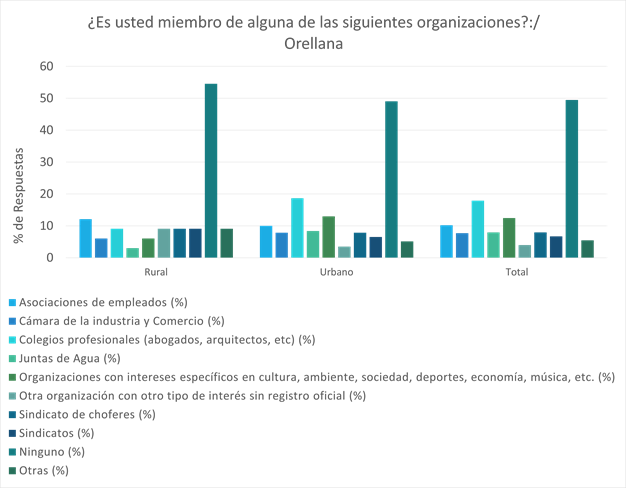 ¿Es usted miembro de alguna de las siguientes organizaciones?:/
Orellana
60
50
40
30
20
10
0
% de Respuestas
Rural
Urbano
Total
Asociaciones de empleados (%)
Cámara de la industria y Comercio (%)
Colegios profesionales (abogados, arquitectos, etc) (%)
Juntas de Agua (%)
Organizaciones con intereses específicos en cultura, ambiente, sociedad, deportes, economía, música, etc. (%)
Otra organización con otro tipo de interés sin registro oficial (%)
Sindicato de choferes (%)
Sindicatos (%)
Ninguno (%)
Otras (%)